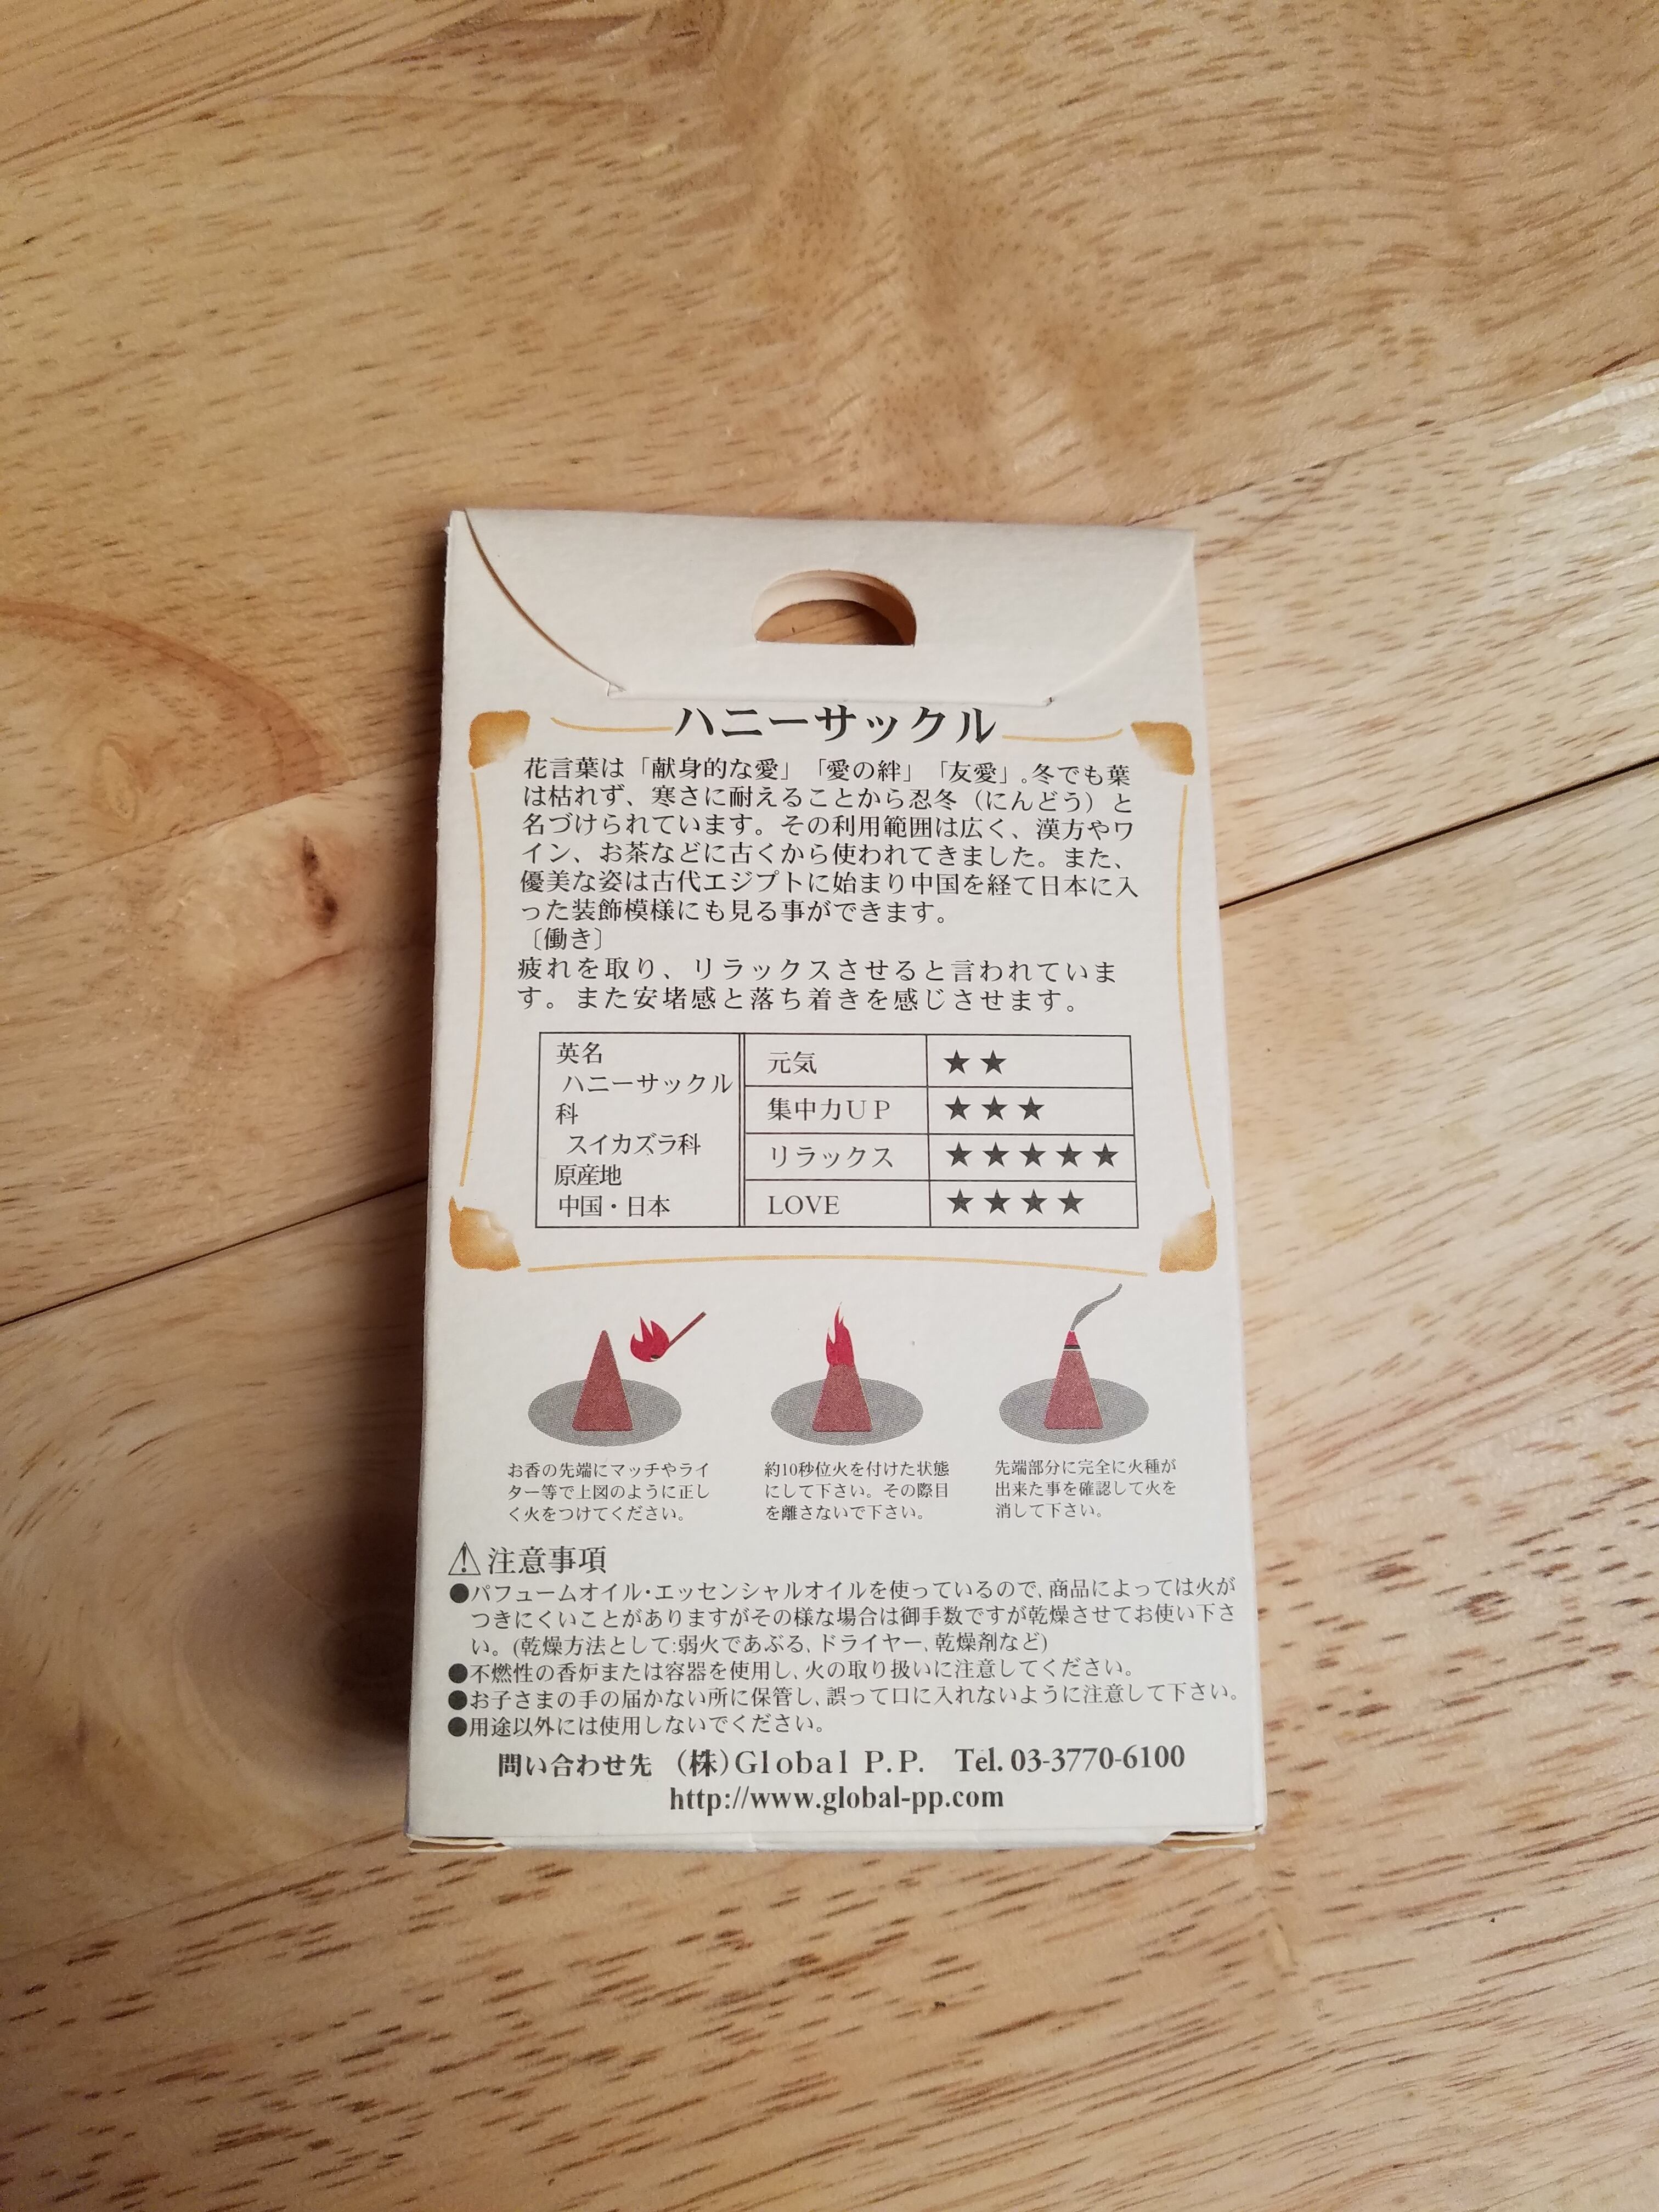 ハニーサックル
花言葉は「献身的な愛」「愛の絆」「友愛」。冬でも葉
は枯れず、寒さに耐えることから忍冬（にんどう）と
名づけられています。その利用範囲は広く、漢方やワ
イン、お茶などに古くから使われてきました。また、
優美な姿は古代エジプトに始まり中国を経て日本に入
った装飾模様にも見る事ができます。
〔働き〕
疲れを取り、リラックスさせると言われていま
す。また安堵感と落ち着きを感じさせます。
英名
ハニーサックル
科
スイカズラ科
原産地
中国・日本
元気 ★★
集中力UP ★★★
リラックス ★★★★★
LOVE ★★★★
お香の先端にマッチやライ
ター等で上図のように正し
く火をつけてください。
約10秒位火を付けた状態
にして下さい。その際目
を離さないで下さい。
先端部分に完全に火種が
出来た事を確認して火を
消して下さい。
⚠注意事項
●パフュームオイル・エッセンシャルオイルを使っているので、商品によっては火が
つきにくいことがありますがその様な場合は御手数ですが乾燥させてお使い下さ
い。(乾燥方法として:弱火であぶる、ドライヤー、乾燥剤など)
●不燃性の香炉または容器を使用し、火の取り扱いに注意してください。
●お子さまの手の届かない所に保管し、誤って口に入れないように注意して下さい。
●用途以外には使用しないでください。
問い合わせ先 (株)Global P.P. Tel. 03-3770-6100
http://www.global-pp.com